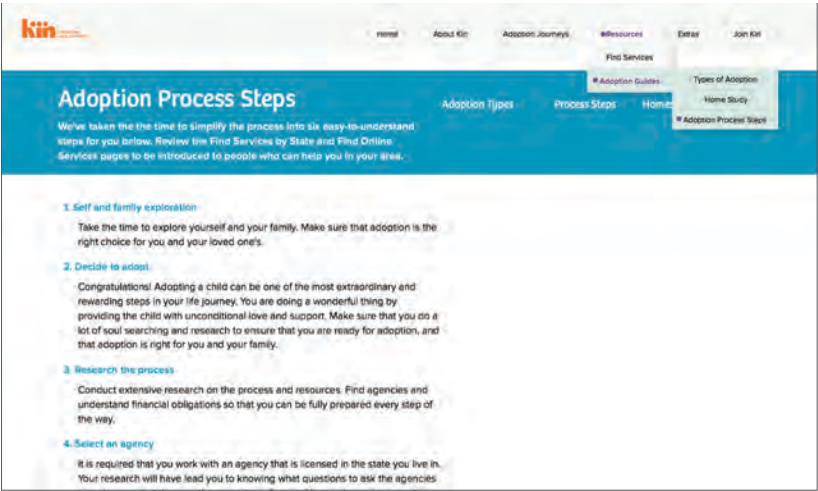 kin
Home About Kin Adoption Journeys Resources Extras Join Kin
Find Services
Adoption Guides Types of Adoption
Home Study
Adoption Process Steps
Adoption Process Steps
Adoption Types Process Steps Homes
We've taken the the time to simplify the process into six easy-to-understand
steps for you below. Review the Find Services by State and Find Online
Services pages to be introduced to people who can help you in your area.
1. Self and family exploration
Take the time to explore yourself and your family. Make sure that adoption is the
right choice for you and your loved one's.
2. Decide to adopt
Congratulations! Adopting a child can be one of the most extraordinary and
rewarding steps in your life journey. You are doing a wonderful thing by
providing the child with unconditional love and support. Make sure that you do a
lot of soul searching and research to ensure that you are ready for adoption, and
that adoption is right for you and your family.
3. Research the process
Conduct extensive research on the process and resources. Find agencies and
understand financial obligations so that you can be fully prepared every step of
the way.
4. Select an agency
It is required that you work with an agency that is licensed in the state you live in.
Your research will have lead you to knowing what questions to ask the agencies